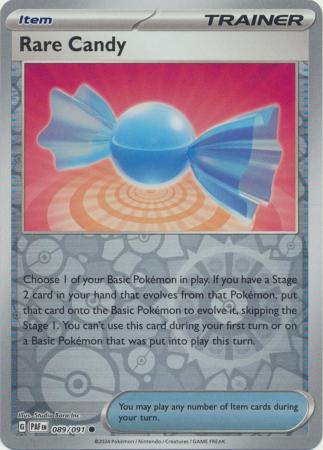 Item
TRAINER
Rare Candy
Choose 1 of your Basic Pokémon in play. If you have a Stage
2 card in your hand that evolves from that Pokémon, put
that card onto the Basic Pokémon to evolve it, skipping the
Stage 1. You can't use this card during your first turn or on
a Basic Pokémon that was put into play this turn.
Illus. Studio Bora Inc.
G PAF EN 089/091
You may play any number of Item cards during
your turn.
©2024 Pokémon / Nintendo / Creatures / GAME FREAK